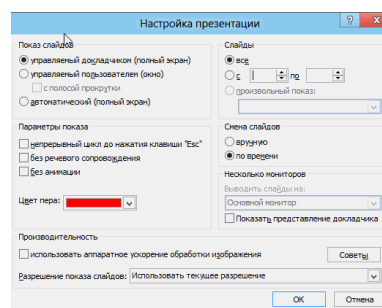 Настройка презентации
? x
Показ слайдов
управляемый докладчиком (полный экран)
управляемый пользователем (окно)
с полосой прокрутки
автоматический (полный экран)
Слайды
все
с по
произвольный показ:
Параметры показа
непрерывный цикл до нажатия клавиши "Esc"
без речевого сопровождения
без анимации
Цвет пера:
Смена слайдов
вручную
по времени
Несколько мониторов
Выводить слайды на:
Основной монитор
Показать представление докладчика
Производительность
использовать аппаратное ускорение обработки изображения
Советы
Разрешение показа слайдов: Использовать текущее разрешение
ОК Отмена